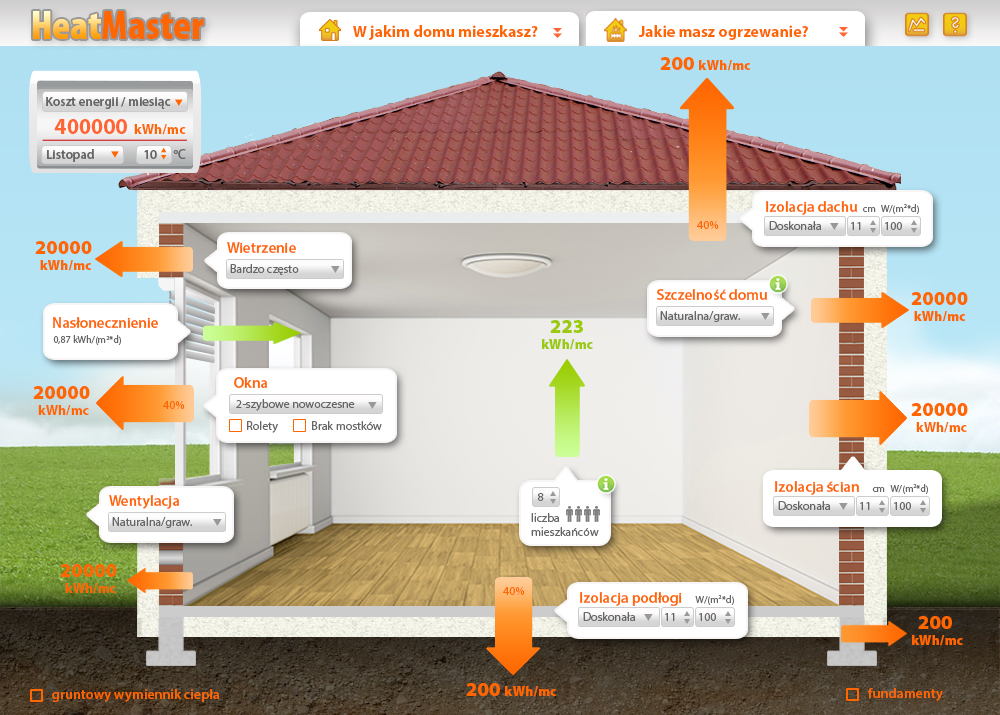 HeatMaster
W jakim domu mieszkasz?
Jakie masz ogrzewanie?
?
Koszt energii / miesiąc
400000 kWh/mc
Listopad
10 °C
200 kWh/mc
40%
Izolacja dachu cm W/(m²*d)
Doskonała 11 100
20000
kWh/mc
Wietrzenie
Bardzo często
Nasłonecznienie
0,87 kWh/(m²*d)
Szczelność domu
i
Naturalna/graw.
20000
kWh/mc
223
kWh/mc
20000
kWh/mc
40%
Okna
2-szybowe nowoczesne
Rolety
Brak mostków
20000
kWh/mc
Wentylacja
Naturalna/graw.
8
i
liczba
mieszkańców
Izolacja ścian cm W/(m²*d)
Doskonała 11 100
20000
kWh/mc
40%
Izolacja podłogi W/(m²*d)
Doskonała 11 100
200
kWh/mc
200 kWh/mc
gruntowy wymiennik ciepła
fundamenty